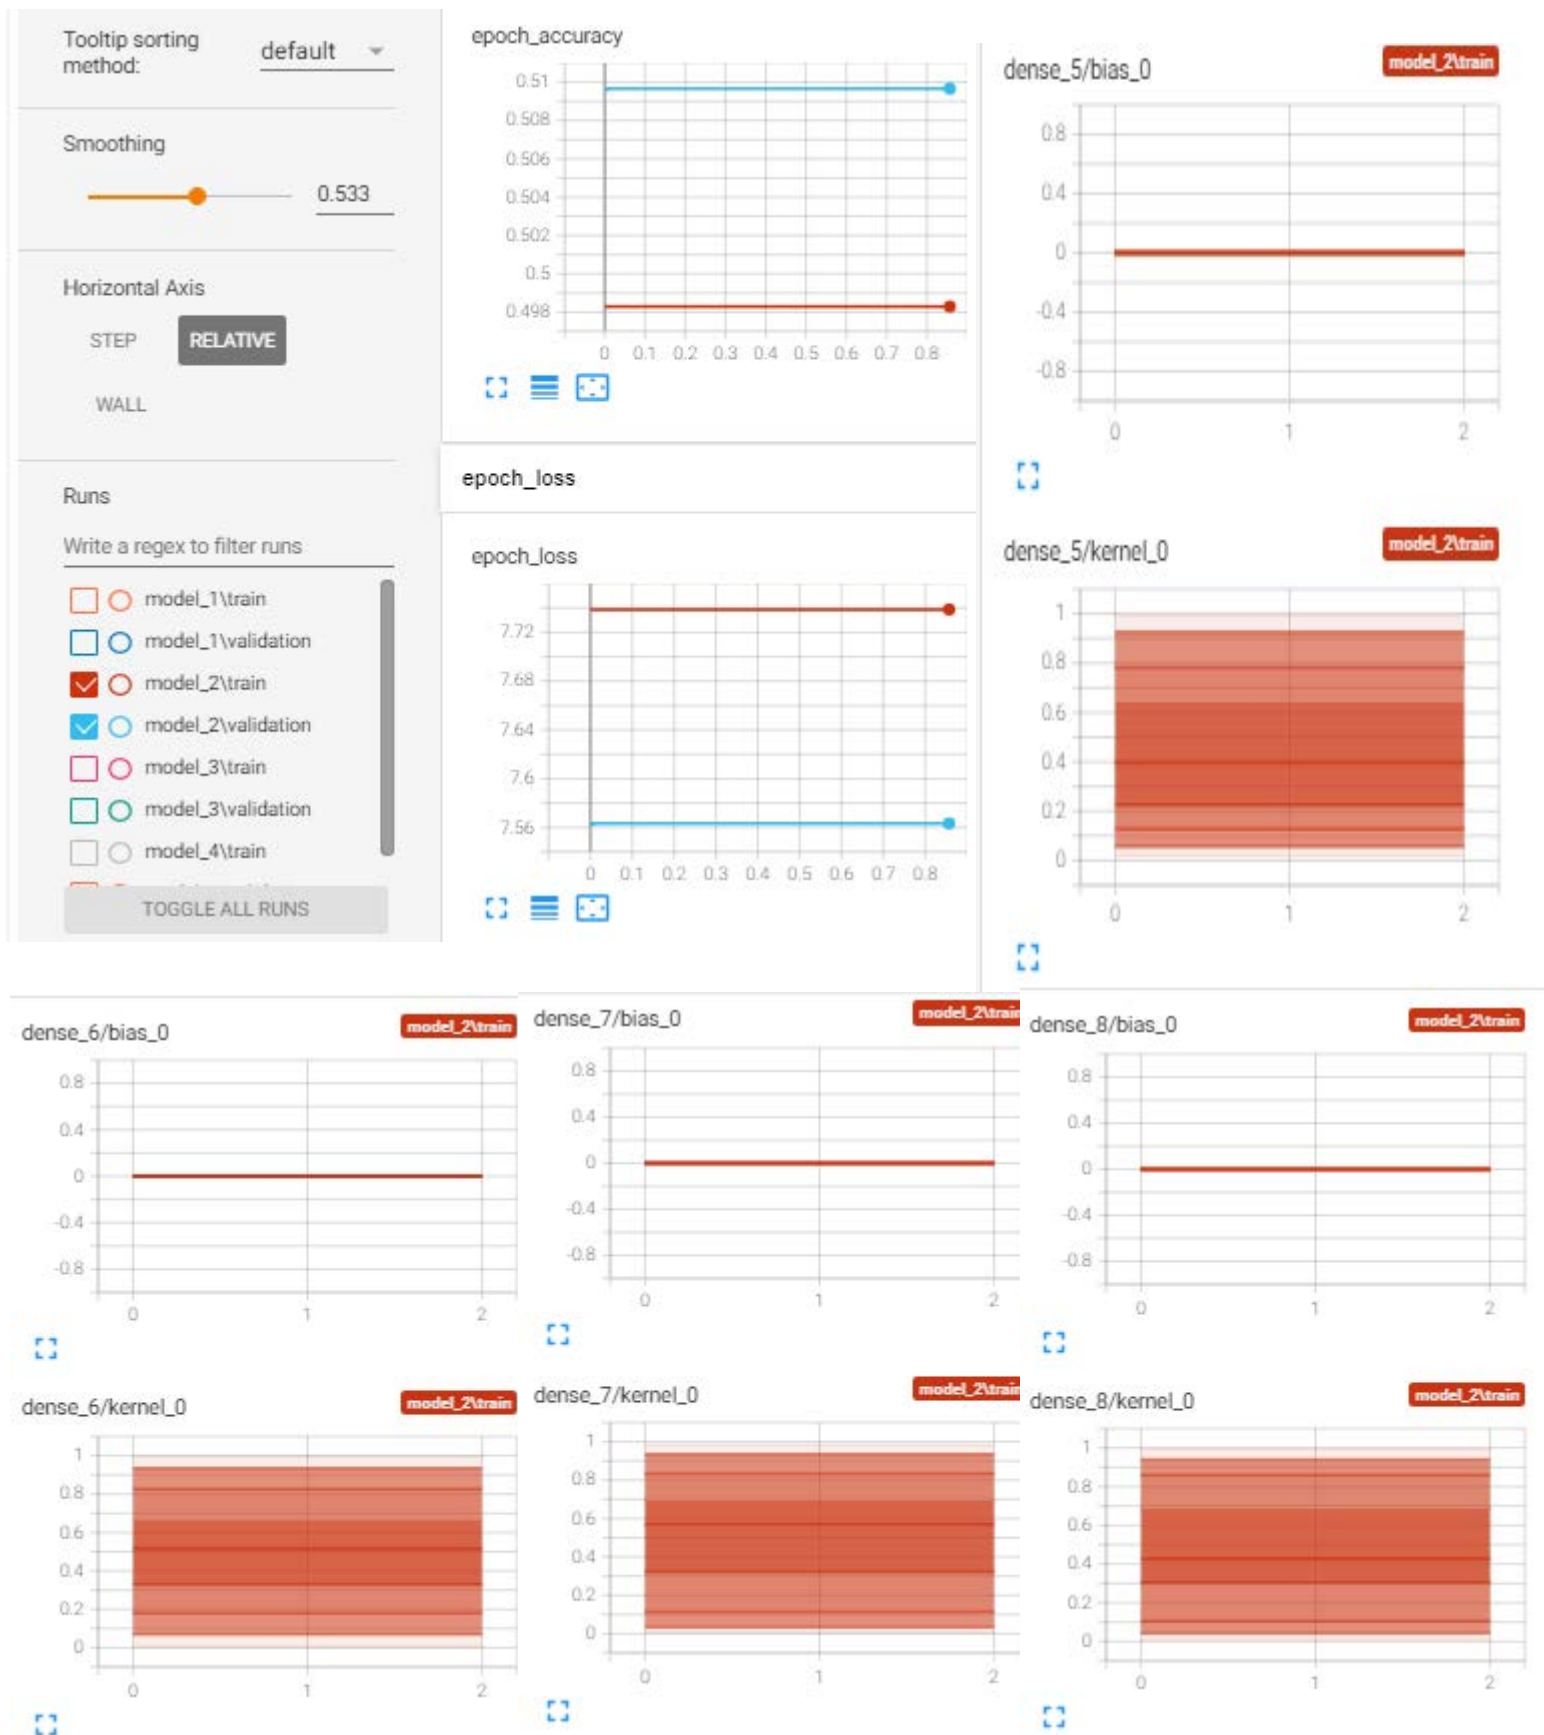 Tooltip sorting
method:
default
Smoothing
0.533
Horizontal Axis
STEP
RELATIVE
WALL
Runs
Write a regex to filter runs
model_1\train
model_1\validation
model_2\train
model_2\validation
model_3\train
model_3\validation
model_4\train
TOGGLE ALL RUNS
epoch_accuracy
0.51
0.508
0.506
0.504
0.502
0.5
0.498
0 0.1 0.2 0.3 0.4 0.5 0.6 0.7 0.8
epoch_loss
epoch_loss
7.72
7.68
7.64
7.6
7.56
0 0.1 0.2 0.3 0.4 0.5 0.6 0.7 0.8
dense_5/bias_0
model_2\train
0.8
0.4
0
-0.4
-0.8
0 1 2
dense_5/kernel_0
model_2\train
1
0.8
0.6
0.4
0.2
0
0 1 2
dense_6/bias_0
model_2\train
0.8
0.4
0
-0.4
-0.8
0 1 2
dense_7/bias_0
model_2\train
0.8
0.4
0
-0.4
-0.8
0 1 2
dense_8/bias_0
model_2\train
0.8
0.4
0
-0.4
-0.8
0 1 2
dense_6/kernel_0
model_2\train
1
0.8
0.6
0.4
0.2
0
0 1 2
dense_7/kernel_0
model_2\train
1
0.8
0.6
0.4
0.2
0
0 1 2
dense_8/kernel_0
model_2\train
1
0.8
0.6
0.4
0.2
0
0 1 2